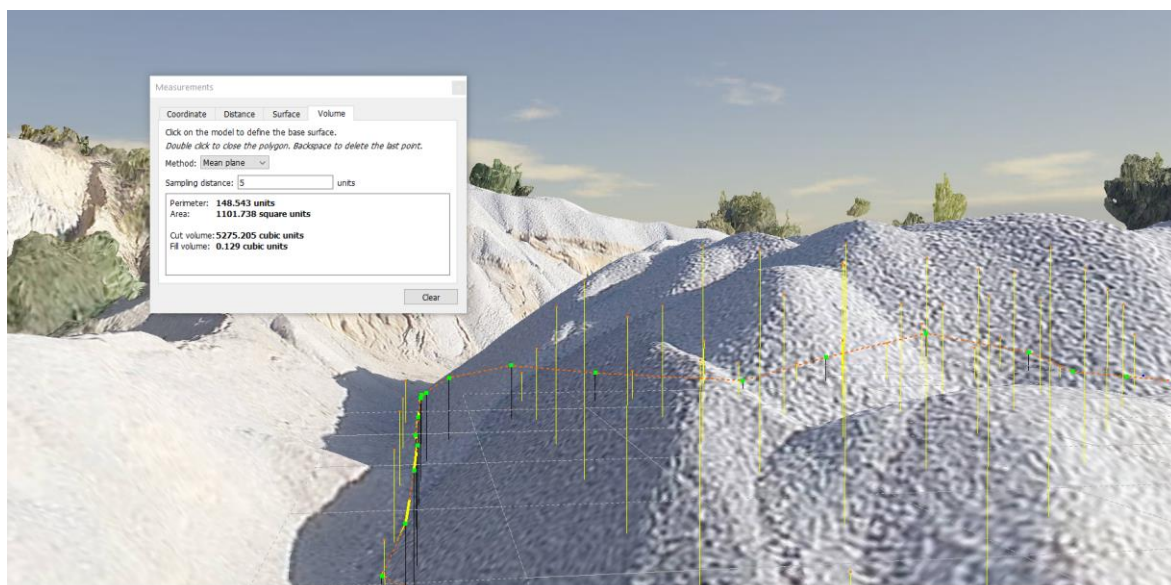 Measurements
Coordinate Distance Surface Volume
Click on the model to define the base surface.
Double click to close the polygon. Backspace to delete the last point.
Method: Mean plane
Sampling distance: 5 units
Perimeter: 148.543 units
Area: 1101.738 square units
Cut volume: 5275.205 cubic units
Fill volume: 0.129 cubic units
Clear